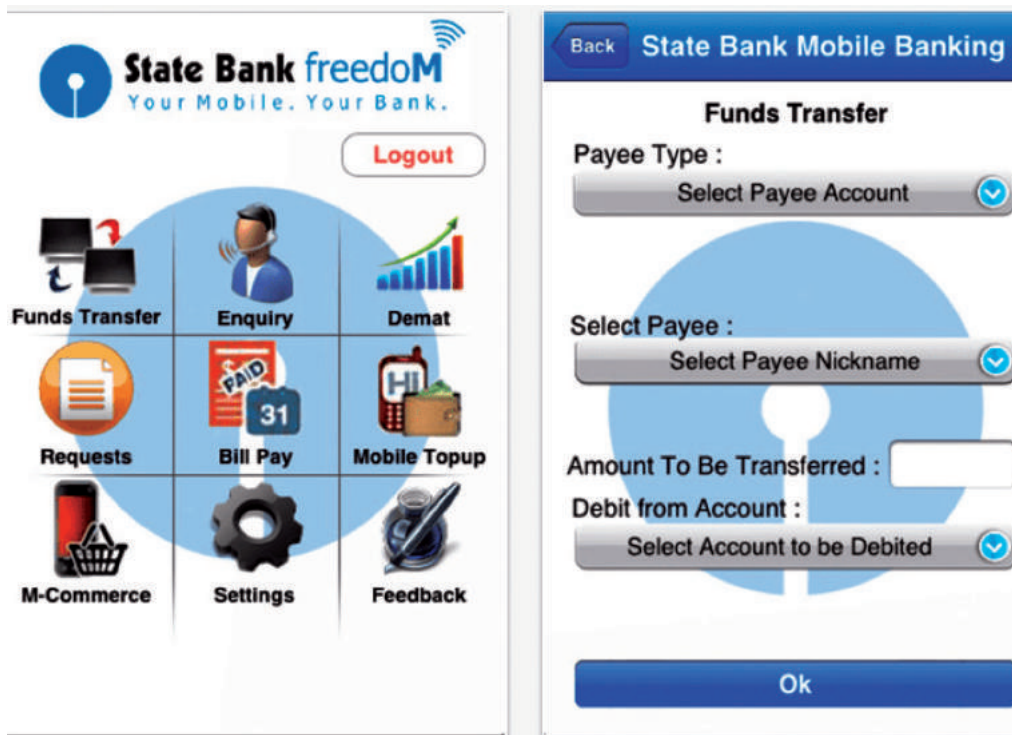 State Bank freedoM
Your Mobile. Your Bank.
Logout
Funds Transfer
Enquiry
Demat
PAID
31
HI
Requests
Bill Pay
Mobile Topup
M-Commerce
Settings
Feedback
Back
State Bank Mobile Banking
Funds Transfer
Payee Type :
Select Payee Account
Select Payee :
Select Payee Nickname
Amount To Be Transferred :
Debit from Account :
Select Account to be Debited
Ok